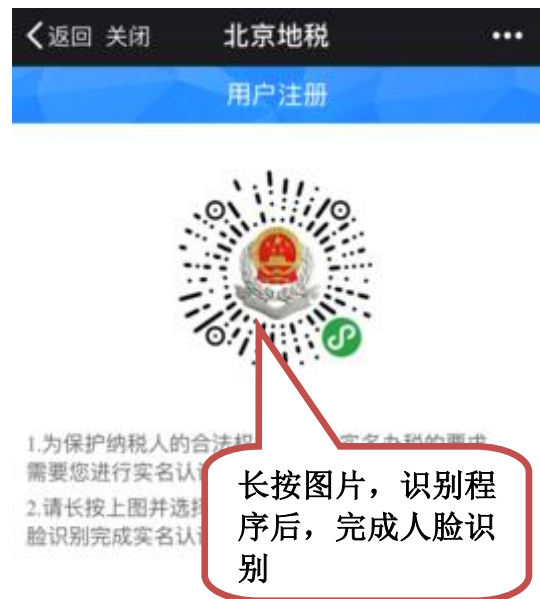 返回 关闭 北京地税
用户注册
1.为保护纳税人的合法权 实名办税的要求
需要您进行实名认
2.请长按上图并选择
脸识别完成实名认
长按图片，识别程
序后，完成人脸识
别